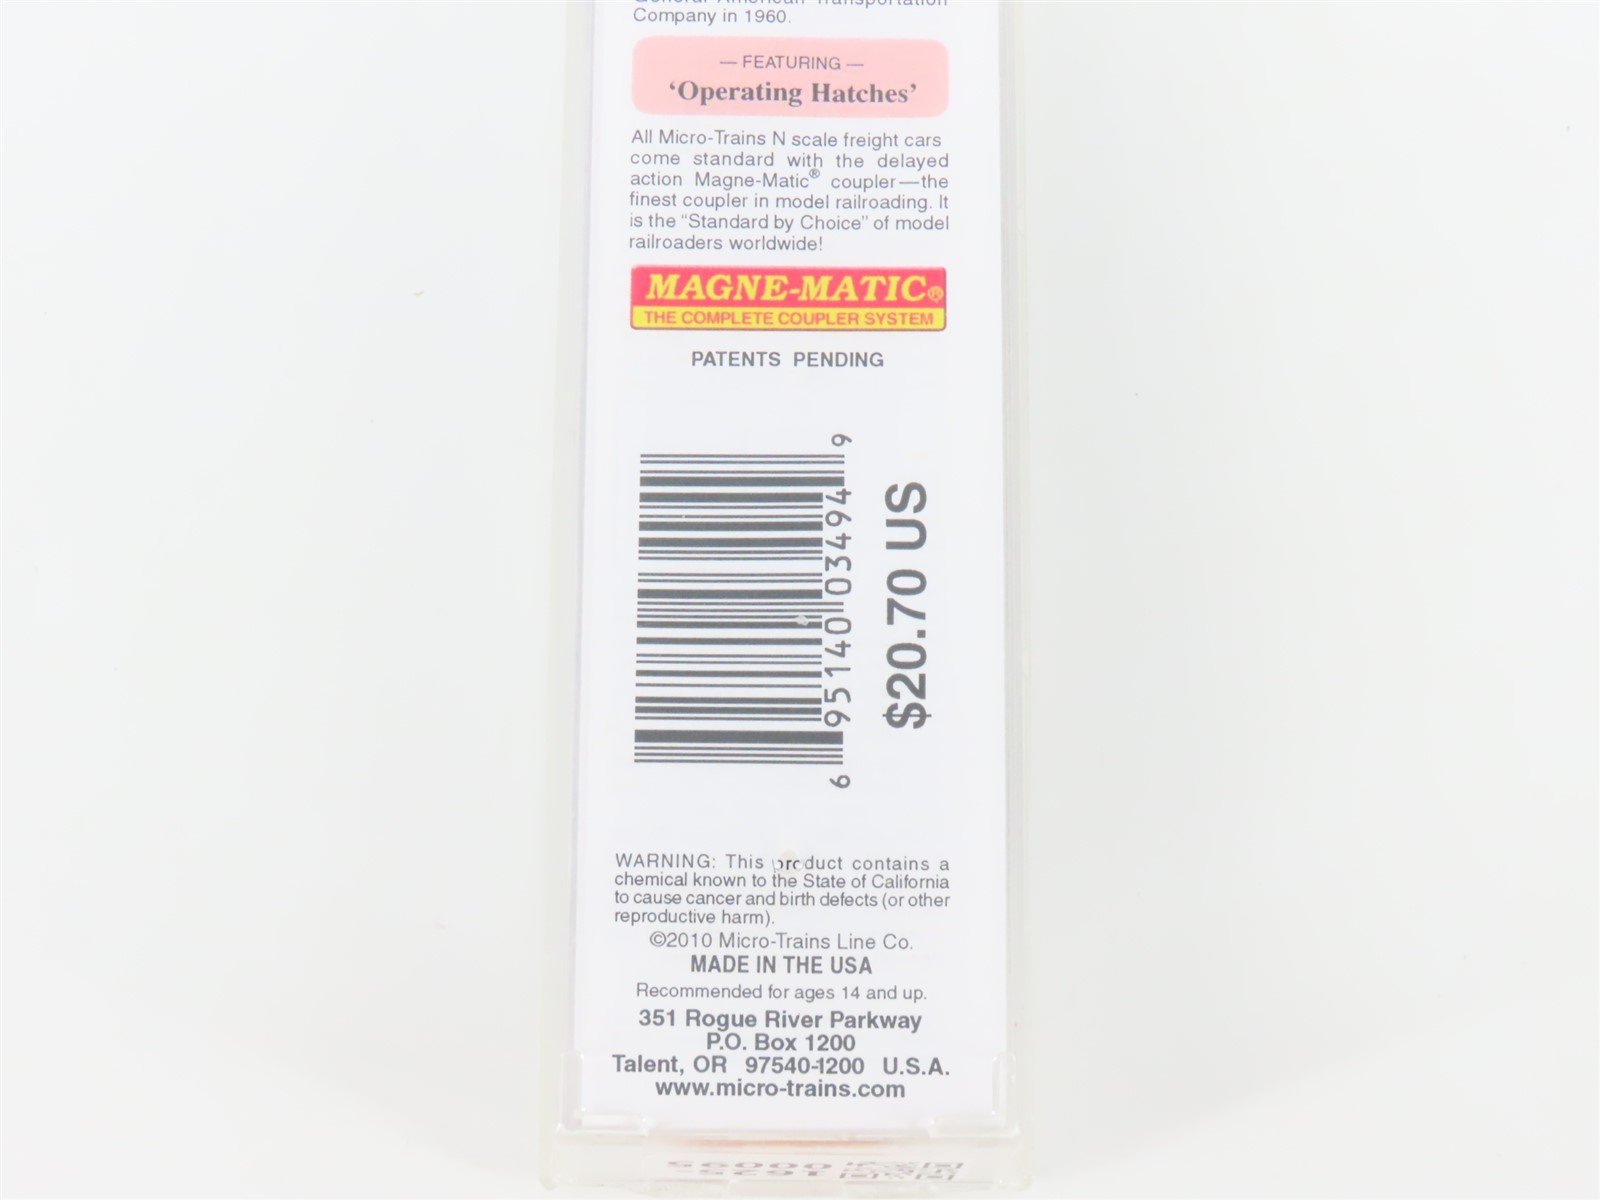 General American Transportation
Company in 1960.
— FEATURING —
‘Operating Hatches’
All Micro-Trains N scale freight cars
come standard with the delayed
action Magne-Matic® coupler—the
finest coupler in model railroading. It
is the “Standard by Choice” of model
railroaders worldwide!
MAGNE-MATIC®
THE COMPLETE COUPLER SYSTEM
PATENTS PENDING
6 95140 03494 9
$20.70 US
WARNING: This product contains a
chemical known to the State of California
to cause cancer and birth defects (or other
reproductive harm).
©2010 Micro-Trains Line Co.
MADE IN THE USA
Recommended for ages 14 and up.
351 Rogue River Parkway
P.O. Box 1200
Talent, OR 97540-1200 U.S.A.
www.micro-trains.com